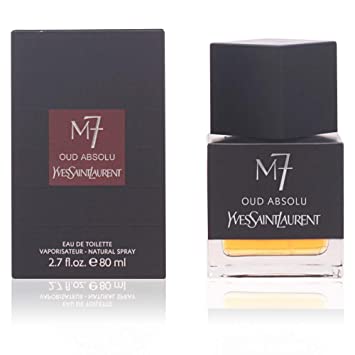 M7
OUD ABSOLU
YVESSAINTLAURENT
EAU DE TOILETTE
VAPORISATEUR - NATURAL SPRAY
2.7 fl.oz. e 80 ml
M7
OUD ABSOLU
YVESSAINTLAURENT